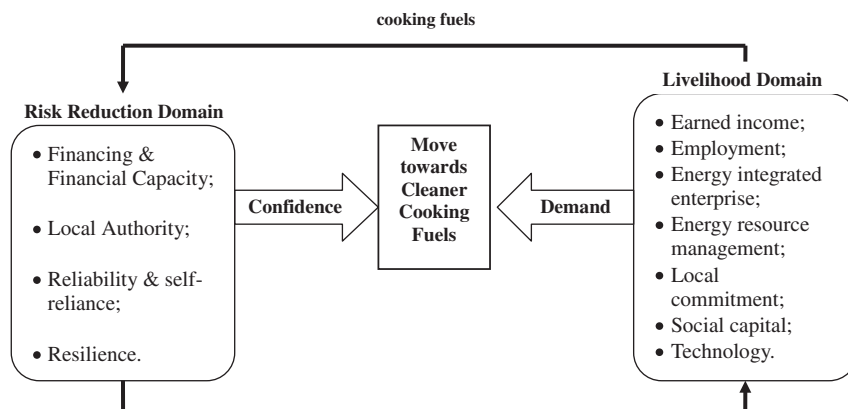 cooking fuels
Livelihood Domain
Risk Reduction Domain
• Financing &
Financial Capacity;
• Local Authority;
• Reliability & self-
reliance;
• Resilience.
Confidence
Move
towards
Cleaner
Cooking
Fuels
Demand
• Earned income;
• Employment;
• Energy integrated
enterprise;
• Energy resource
management;
• Local
commitment;
• Social capital;
• Technology.